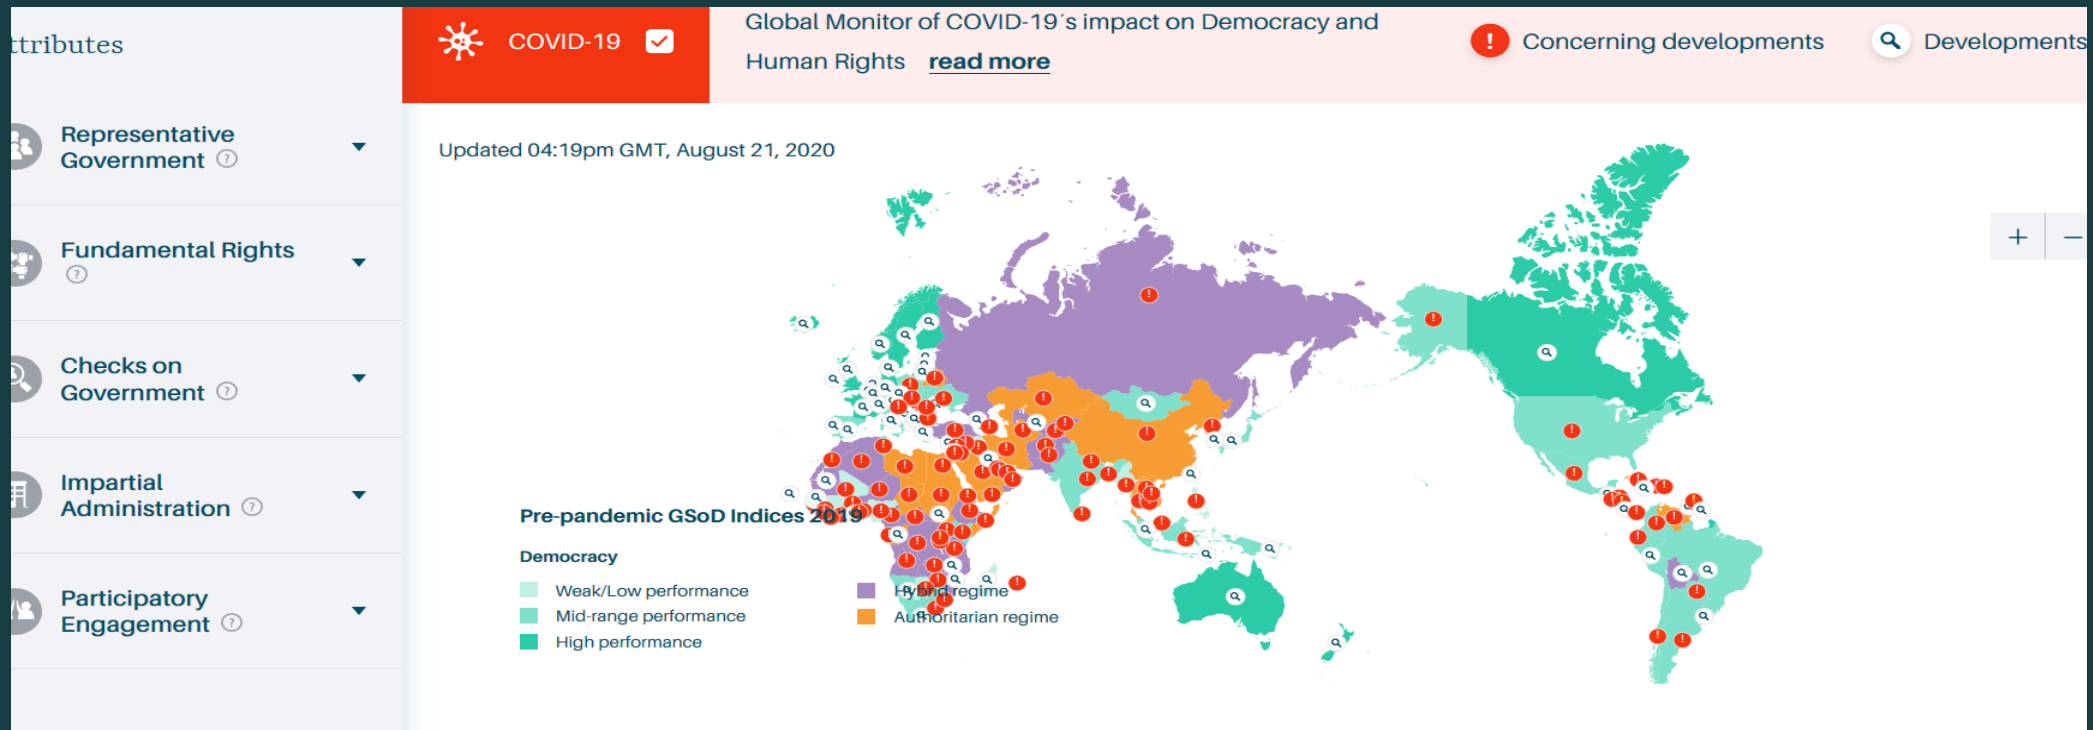 ttributes
Representative
Government ?
Fundamental Rights
?
Checks on
Government ?
Impartial
Administration ?
Participatory
Engagement ?
COVID-19
Global Monitor of COVID-19´s impact on Democracy and
Human Rights read more
! Concerning developments
Developments
Updated 04:19pm GMT, August 21, 2020
+ −
Pre-pandemic GSoD Indices 2019
Democracy
Weak/Low performance
Mid-range performance
High performance
Hybrid regime
Authoritarian regime